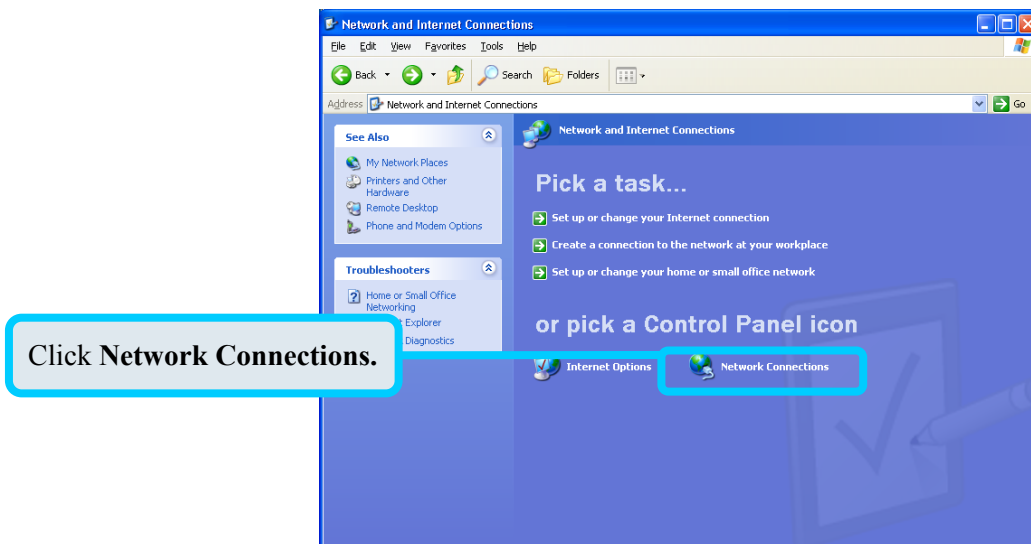 Network and Internet Connections
File Edit View Favorites Tools Help
Back Search Folders
Address Network and Internet Connections Go
See Also
My Network Places
Printers and Other
Hardware
Remote Desktop
Phone and Modem Options
Troubleshooters
Home or Small Office
Networking
Explorer
Diagnostics
Network and Internet Connections
Pick a task...
Set up or change your Internet connection
Create a connection to the network at your workplace
Set up or change your home or small office network
or pick a Control Panel icon
Internet Options Network Connections
Click Network Connections.